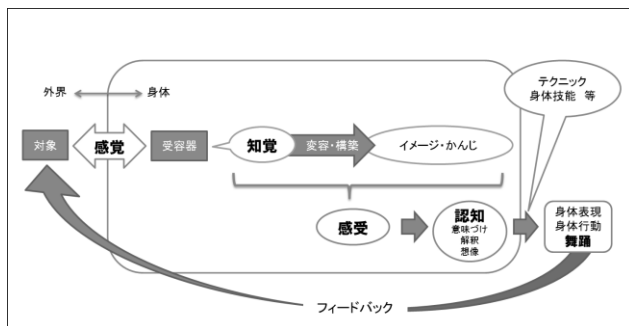 テクニック
身体技能 等
外界
身体
対象
感覚
受容器
知覚
変容・構築
イメージ・かんじ
感受
認知
意味づけ
解釈
想像
身体表現
身体行動
舞踊
フィードバック